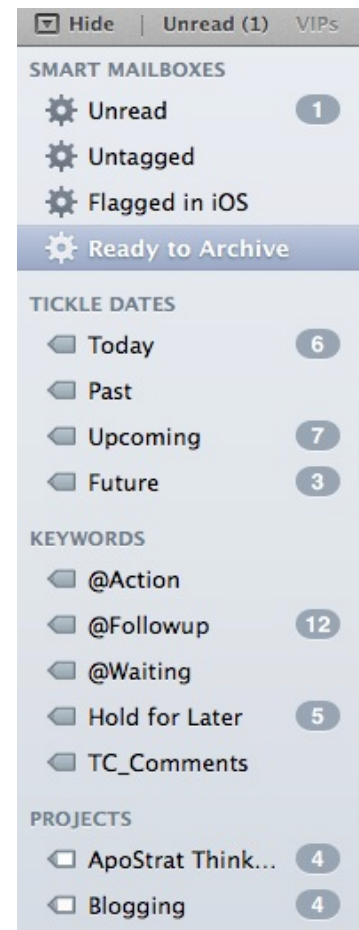 Hide | Unread (1) VIPs
SMART MAILBOXES
Unread 1
Untagged
Flagged in iOS
Ready to Archive
TICKLE DATES
Today 6
Past
Upcoming 7
Future 3
KEYWORDS
@Action
@Followup 12
@Waiting
Hold for Later 5
TC_Comments
PROJECTS
ApoStrat Think... 4
Blogging 4